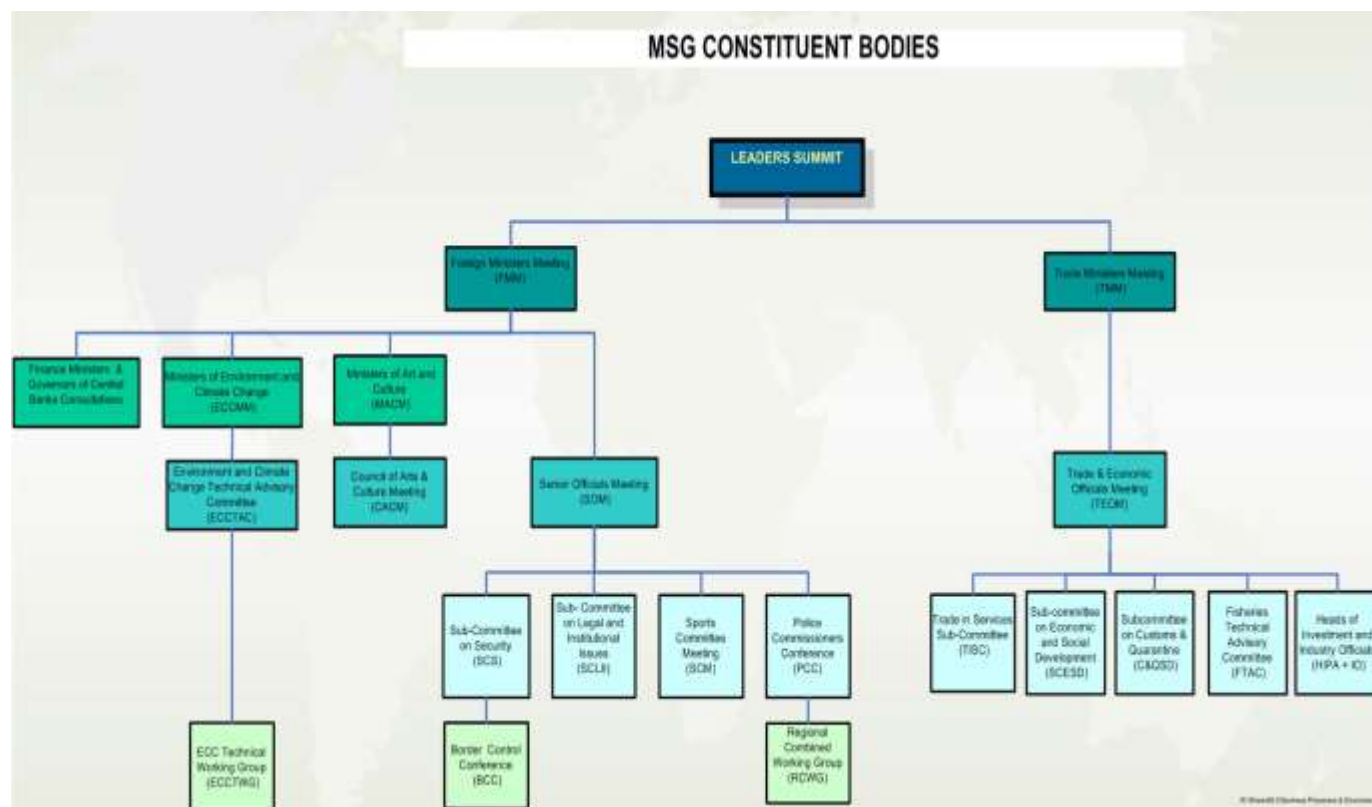 MSG CONSTITUENT BODIES
LEADERS SUMMIT
Foreign Ministers Meeting
(FMM)
Trade Ministers Meeting
(TMM)
Finance Ministers &
Governors of Central
Banks Consultations
Ministers of Environment and
Climate Change
(ECCMM)
Ministers of Art and
Culture
(MACM)
Environment and Climate
Change Technical Advisory
Committee
(ECCTAC)
Council of Arts &
Culture Meeting
(CACM)
Senior Officials Meeting
(SOM)
Trade & Economic
Officials Meeting
(TEOM)
Sub-Committee
on Security
(SCS)
Sub- Committee
on Legal and
Institutional
Issues
(SCLII)
Sports
Committee
Meeting
(SCM)
Police
Commissioners
Conference
(PCC)
Trade in Services
Sub-Committee
(TISC)
Sub-committee
on Economic
and Social
Development
(SCESD)
Subcommittee
on Customs &
Quarantine
(C&QSD)
Fisheries
Technical
Advisory
Committee
(FTAC)
Heads of
Investment and
Industry Officials
(HIPA + IO)
ECC Technical
Working Group
(ECCTWG)
Border Control
Conference
(BCC)
Regional
Combined
Working Group
(RCWG)